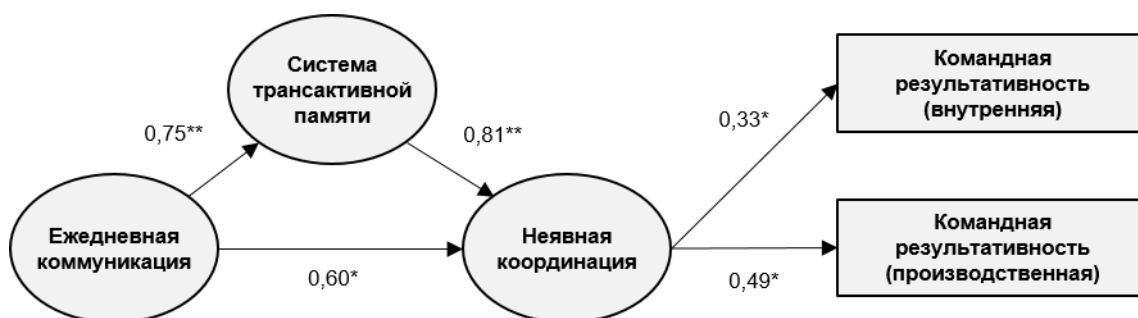 Система
трансактивной
памяти
Командная
результативность
(внутренняя)
0,75**
0,81**
0,33*
Ежедневная
коммуникация
Неявная
координация
Командная
результативность
(производственная)
0,60*
0,49*